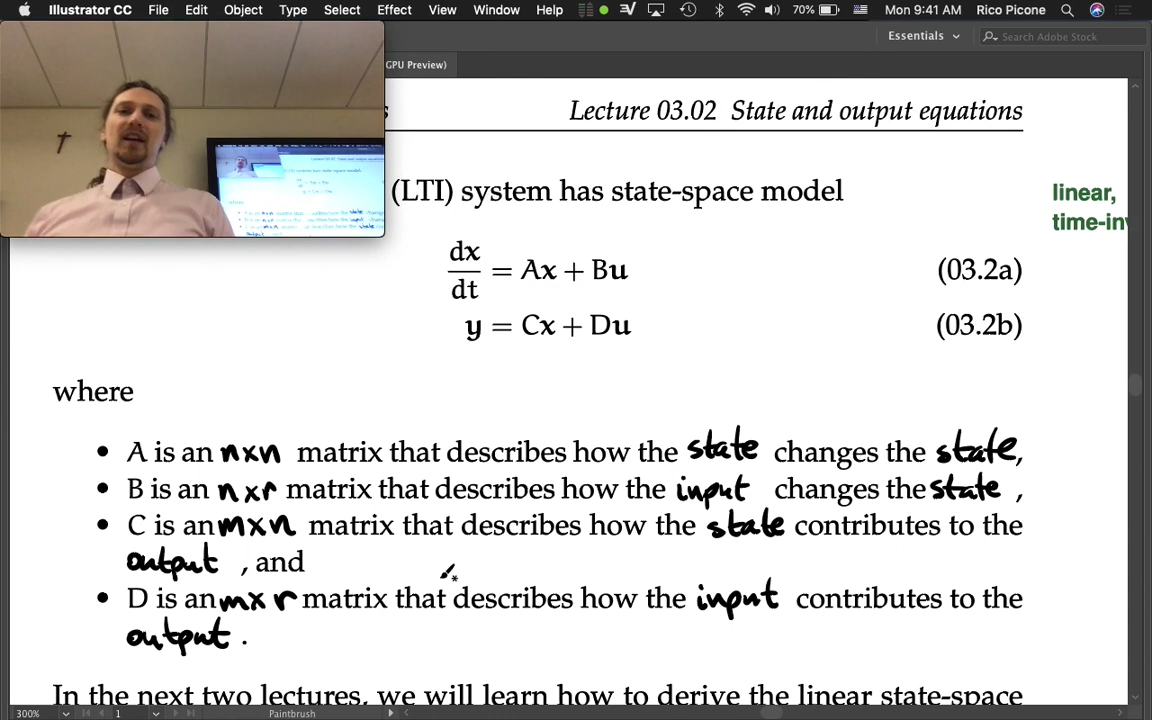 Illustrator CC File Edit Object Type Select Effect View Window Help 70% Mon 9:41 AM Rico Picone
Essentials Search Adobe Stock
GPU Preview)
s Lecture 03.02 State and output equations
(LTI) system has state-space model
linear,
time-inv
dx/dt = Ax + Bu (03.2a)
y = Cx + Du (03.2b)
where
• A is an n×n matrix that describes how the state changes the state,
• B is an n×r matrix that describes how the input changes the state ,
• C is an m×n matrix that describes how the state contributes to the
output , and
• D is an m×r matrix that describes how the input contributes to the
output .
In the next two lectures, we will learn how to derive the linear state-space
300% 1 Paintbrush